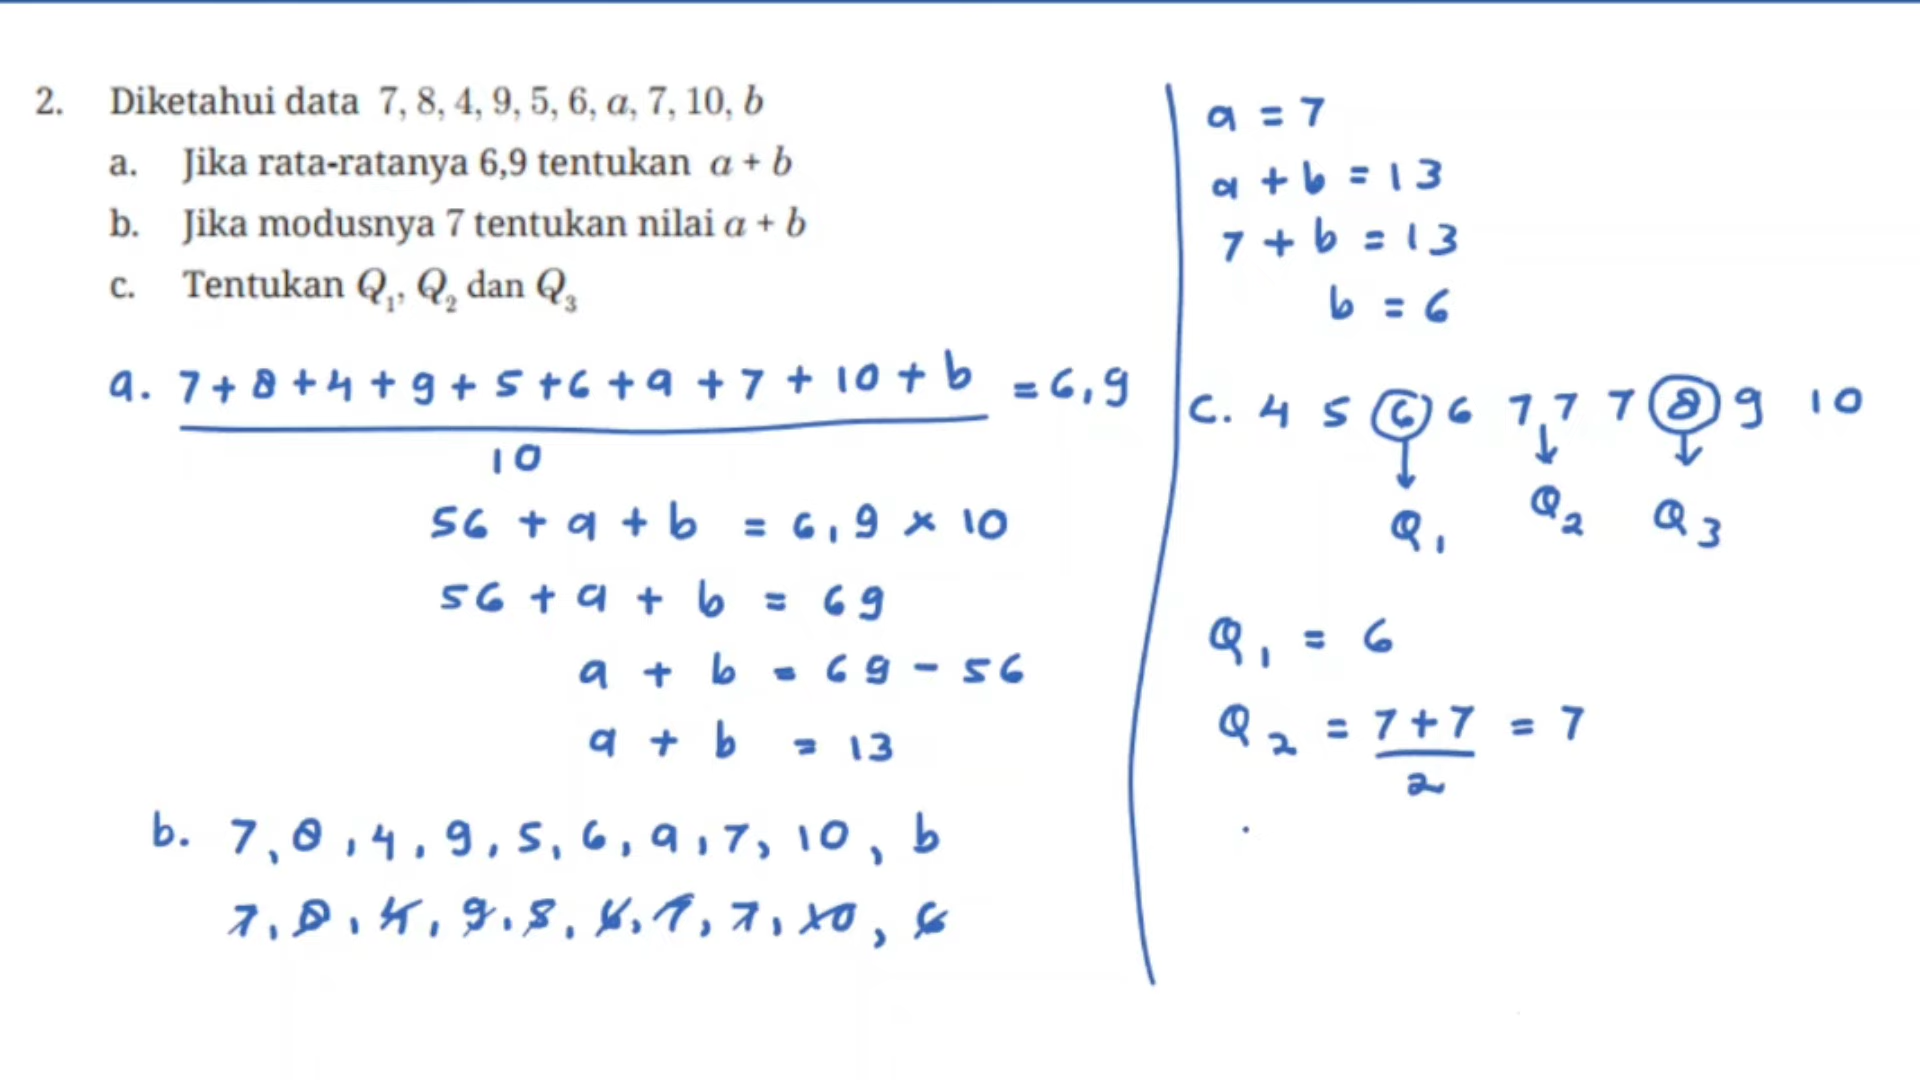 2. Diketahui data 7, 8, 4, 9, 5, 6, a, 7, 10, b
a. Jika rata-ratanya 6,9 tentukan a + b
b. Jika modusnya 7 tentukan nilai a + b
c. Tentukan Q₁, Q₂ dan Q₃
a. 7 + 8 + 4 + 9 + 5 + 6 + a + 7 + 10 + b = 6,9
10
56 + a + b = 6,9 × 10
56 + a + b = 69
a + b = 69 - 56
a + b = 13
b. 7, 8, 4, 9, 5, 6, a, 7, 10, b
7, 8, 4, 9, 5, 6, 7, 7, 10, 6
a = 7
a + b = 13
7 + b = 13
b = 6
c. 4 5 6 6 7 7 7 8 9 10
Q₁ Q₂ Q₃
Q₁ = 6
Q₂ = 7 + 7 = 7
2